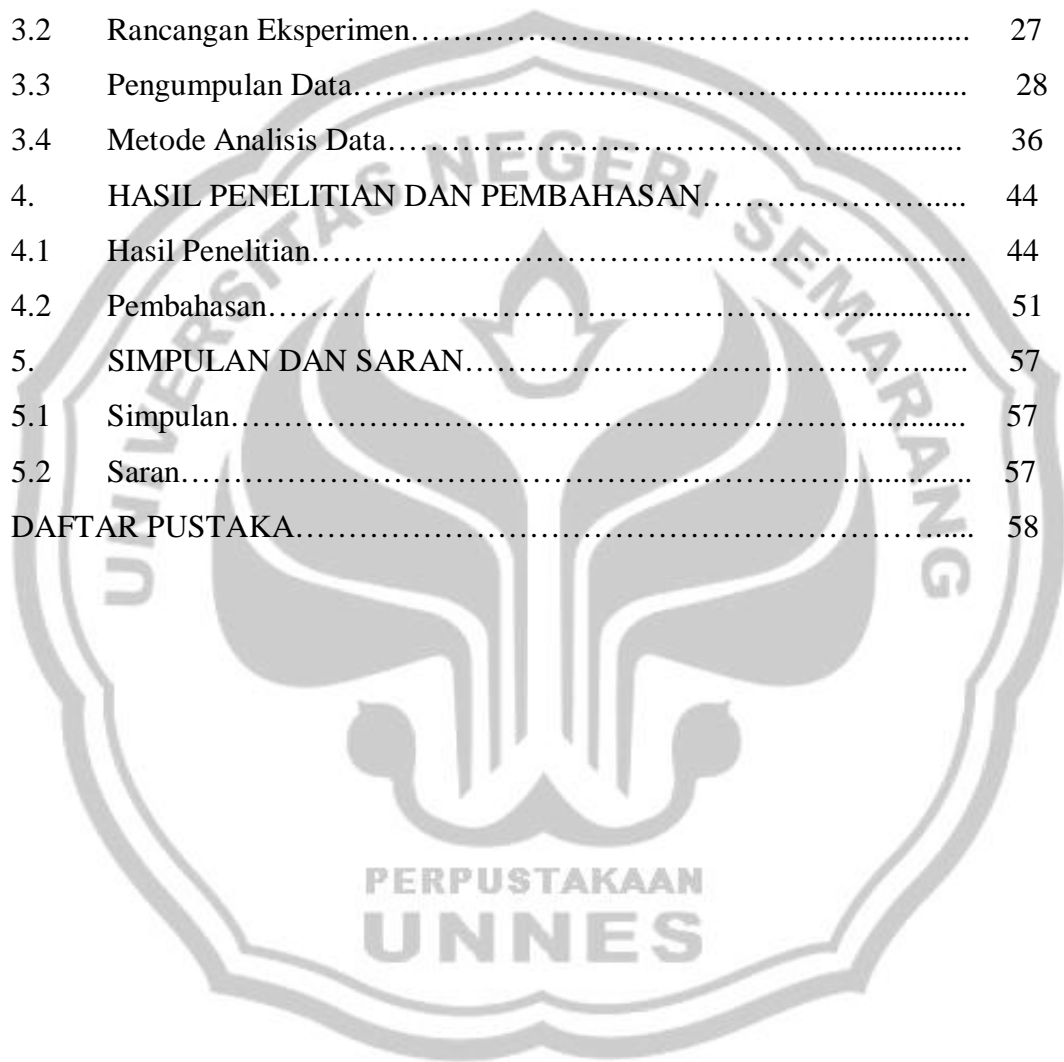 3.2 Rancangan Eksperimen…………………………………………............. 27
3.3 Pengumpulan Data……………………………………………............. 28
3.4 Metode Analisis Data………………………………………................ 36
4. HASIL PENELITIAN DAN PEMBAHASAN…………………….... 44
4.1 Hasil Penelitian…………………………………………………............. 44
4.2 Pembahasan……………………………………………………............... 51
5. SIMPULAN DAN SARAN……………………………………....... 57
5.1 Simpulan…………………………………………………………............ 57
5.2 Saran……………………………………………………………............. 57
DAFTAR PUSTAKA………………………………………………………..... 58
UNIVERSITAS NEGERI SEMARANG
PERPUSTAKAAN
UNNES